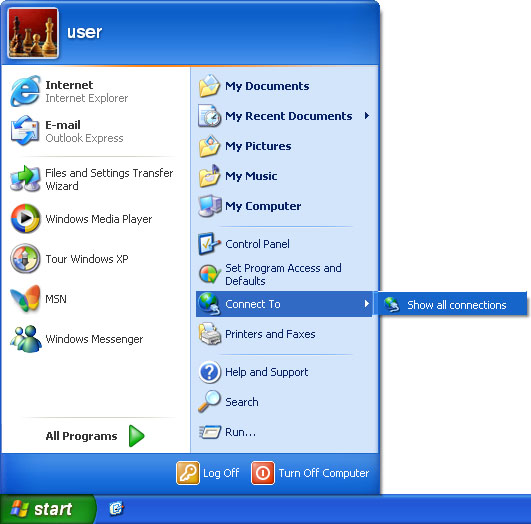 user
Internet
Internet Explorer
E-mail
Outlook Express
Files and Settings Transfer
Wizard
Windows Media Player
Tour Windows XP
MSN
Windows Messenger
All Programs
My Documents
My Recent Documents
My Pictures
My Music
My Computer
Control Panel
Set Program Access and
Defaults
Connect To
Show all connections
Printers and Faxes
Help and Support
Search
Run...
Log Off
Turn Off Computer
start